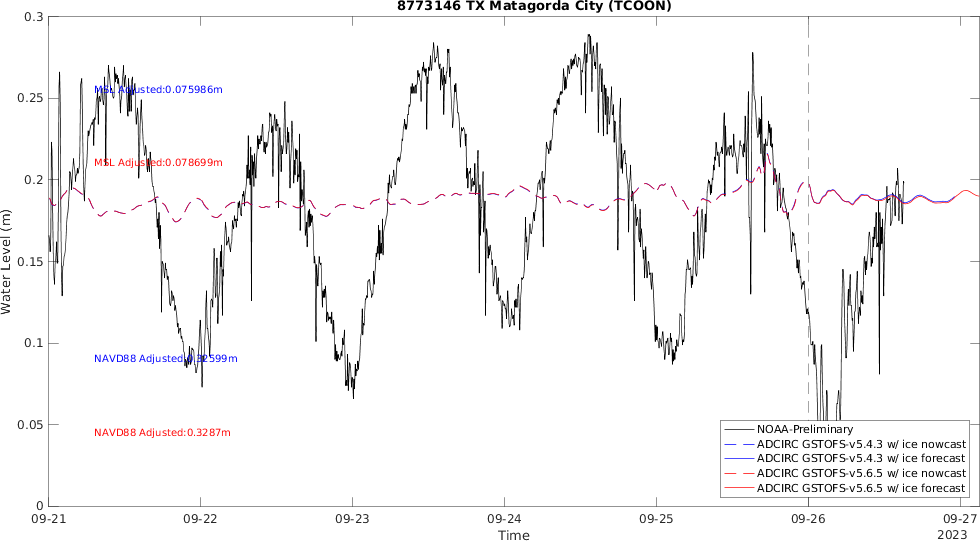 8773146 TX Matagorda City (TCOON)
0.3
0.25
0.2
0.15
0.1
0.05
0
Water Level (m)
MSL Adjusted:0.075986m
MSL Adjusted:0.078699m
NAVD88 Adjusted:0.32599m
NAVD88 Adjusted:0.3287m
NOAA-Preliminary
ADCIRC GSTOFS-v5.4.3 w/ ice nowcast
ADCIRC GSTOFS-v5.4.3 w/ ice forecast
ADCIRC GSTOFS-v5.6.5 w/ ice nowcast
ADCIRC GSTOFS-v5.6.5 w/ ice forecast
09-21 09-22 09-23 09-24 09-25 09-26 09-27
Time
2023